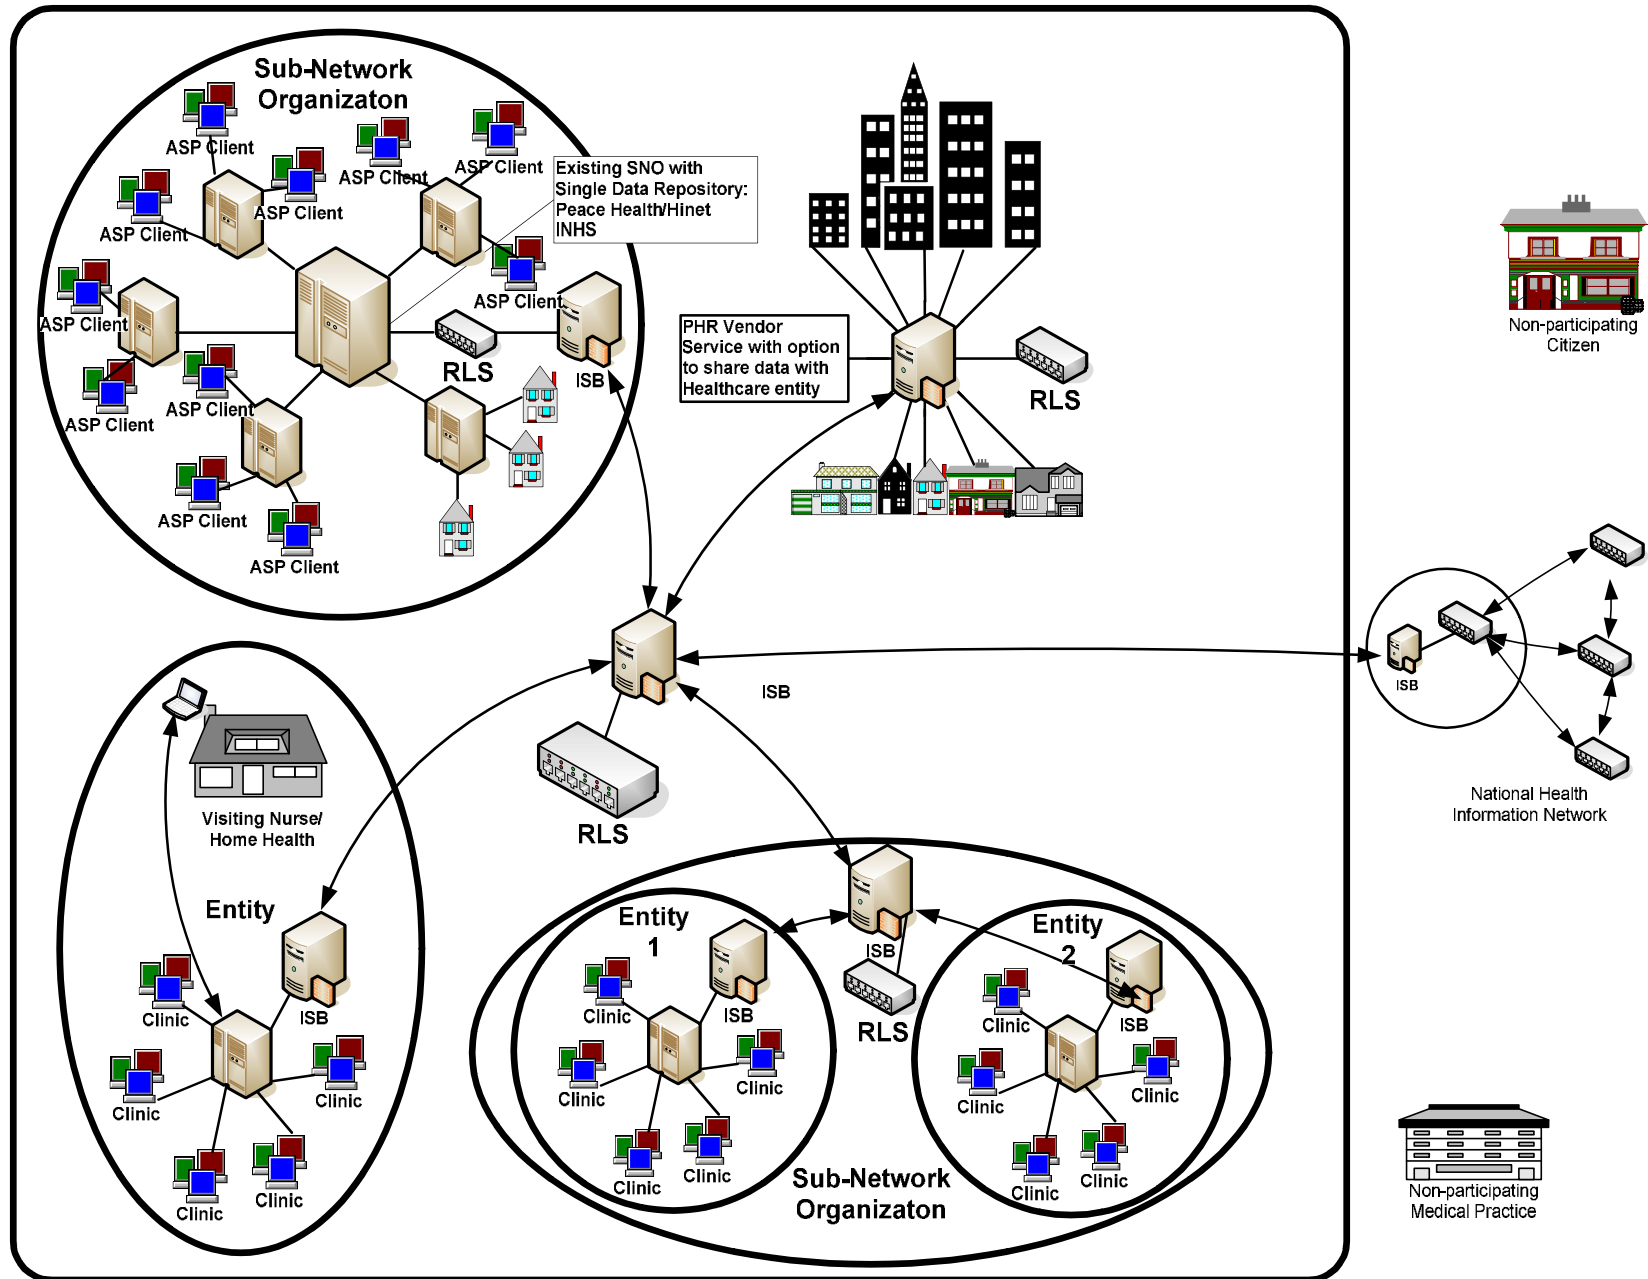 Sub-Network
Organizaton
ASP Client
ASP Client
ASP Client
ASP Client
ASP Client
ASP Client
ASP Client
ASP Client
ASP Client
ASP Client
ASP Client
ASP Client
Existing SNO with
Single Data Repository:
Peace Health/Hinet
INHS
RLS
ISB
PHR Vendor
Service with option
to share data with
Healthcare entity
RLS
Non-participating
Citizen
ISB
RLS
ISB
National Health
Information Network
Visiting Nurse/
Home Health
Entity
ISB
Clinic
Clinic
Clinic
Clinic
Clinic
Entity
1
ISB
Clinic
Clinic
Clinic
Clinic
Clinic
ISB
RLS
Entity
2
ISB
Clinic
Clinic
Clinic
Clinic
Clinic
Sub-Network
Organizaton
Non-participating
Medical Practice